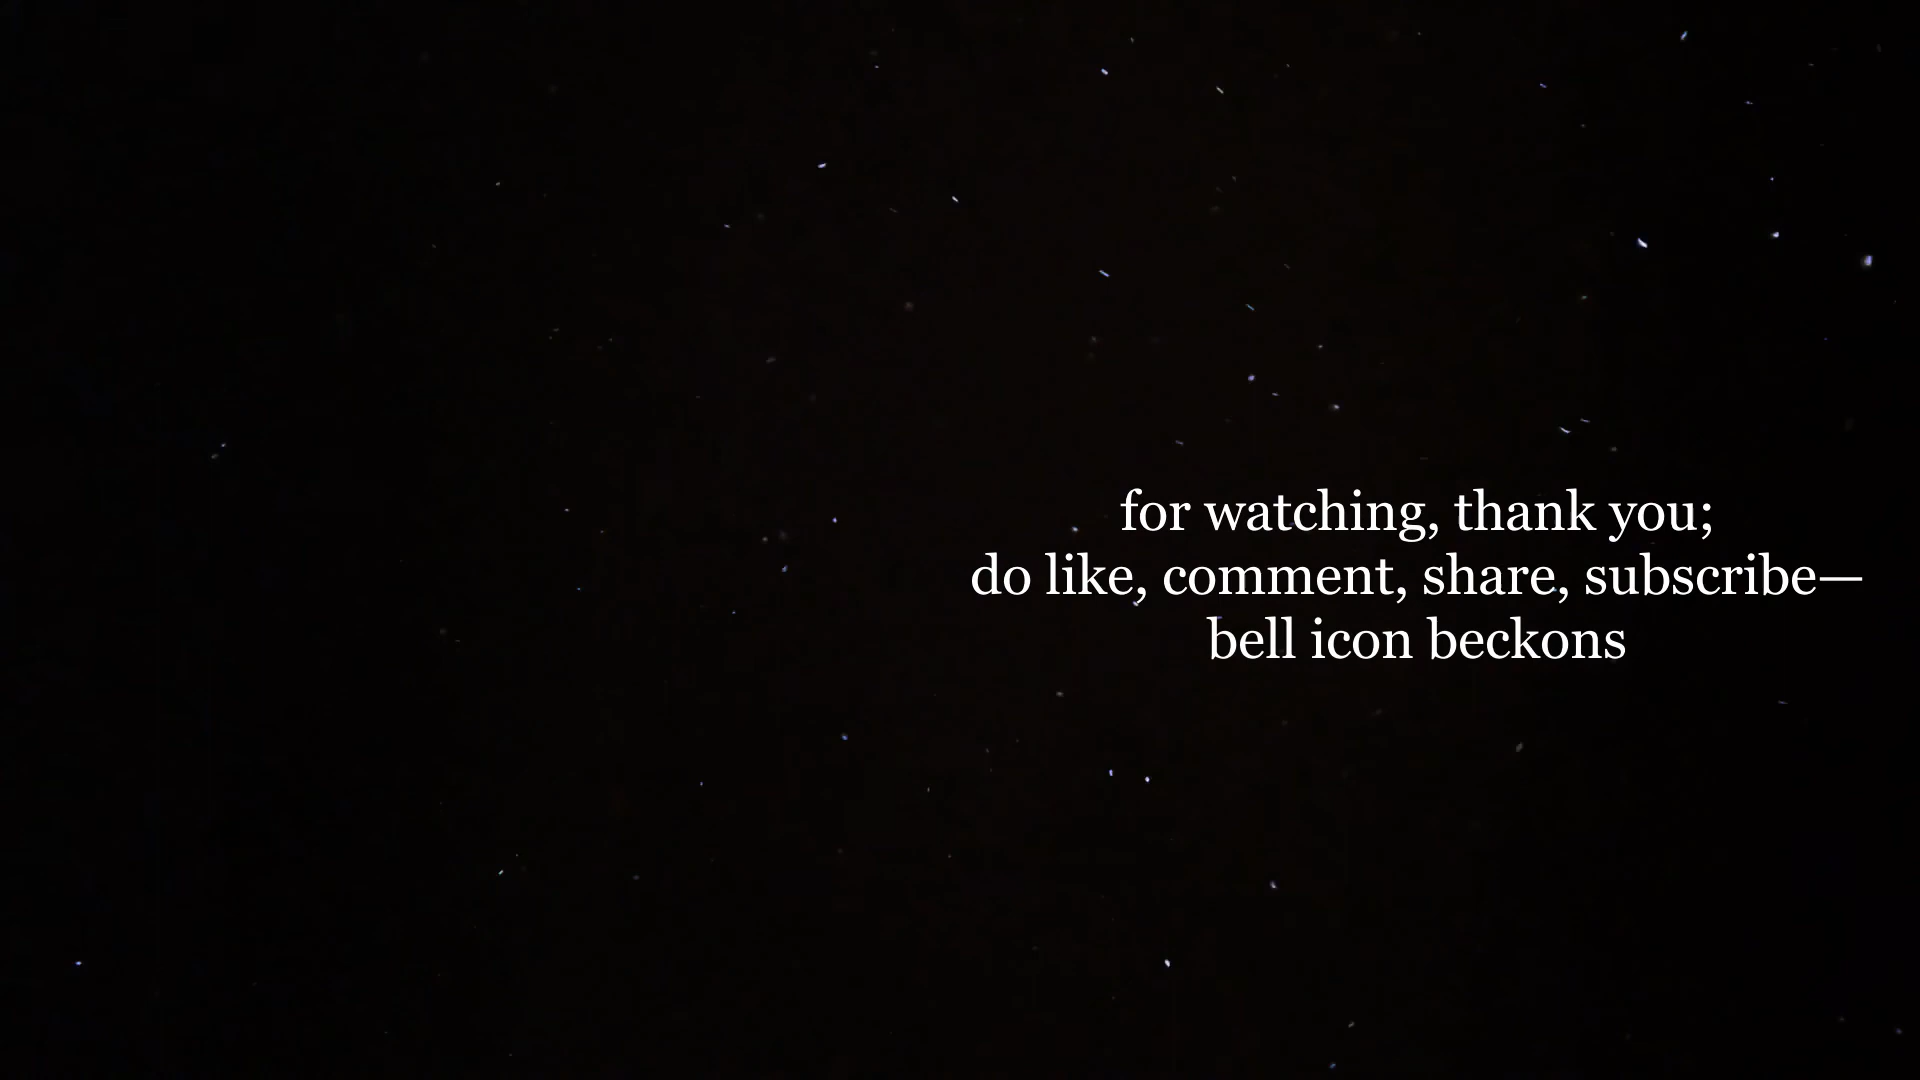 for watching, thank you;
do like, comment, share, subscribe—
bell icon beckons